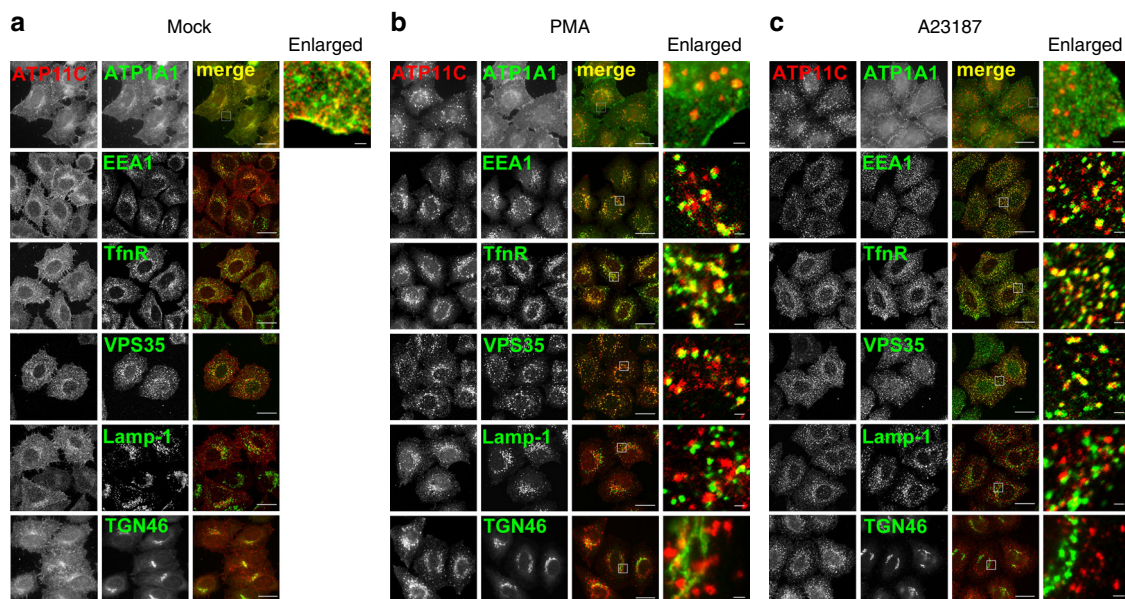 a Mock
Enlarged
ATP11C ATP1A1 merge
EEA1
TfnR
VPS35
Lamp-1
TGN46
b PMA
Enlarged
ATP11C ATP1A1 merge
EEA1
TfnR
VPS35
Lamp-1
TGN46
c A23187
Enlarged
ATP11C ATP1A1 merge
EEA1
TfnR
VPS35
Lamp-1
TGN46